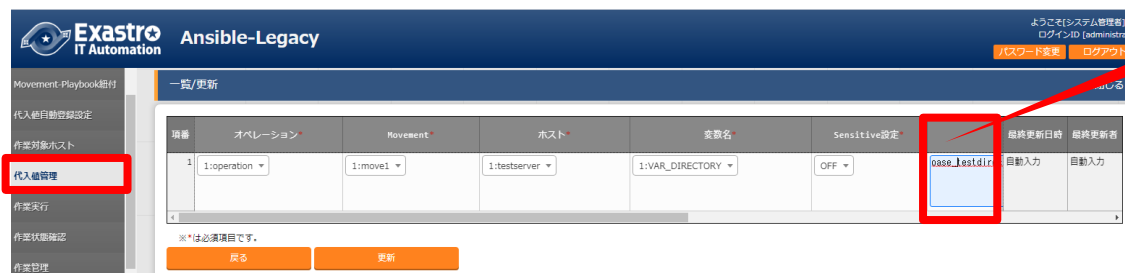 Exastro
IT Automation
Ansible-Legacy
ようこそ[システム管理者]
ログインID [administra
パスワード変更
ログアウト
Movement-Playbook紐付
代入値自動登録設定
作業対象ホスト
代入値管理
作業実行
作業状態確認
作業管理
一覧/更新
じる
項番 オペレーション* Movement* ホスト* 変数名* Sensitive設定* 最終更新日時 最終更新者
1 1:operation 1:move1 1:testserver 1:VAR_DIRECTORY OFF oase_testdire 自動入力 自動入力
※*は必須項目です。
戻る
更新